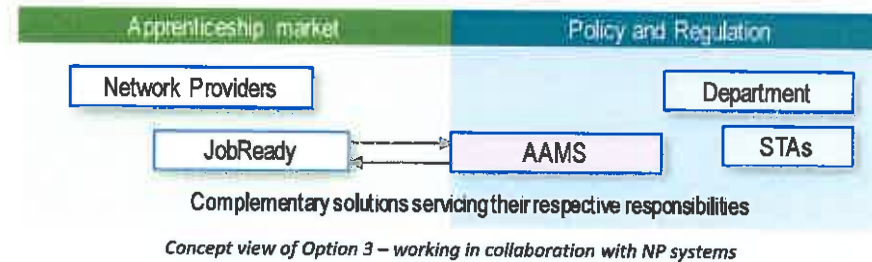 Apprenticeship market
Policy and Regulation
Network Providers
Department
JobReady
AAMS
STAs
Complementary solutions servicing their respective responsibilities
Concept view of Option 3 – working in collaboration with NP systems